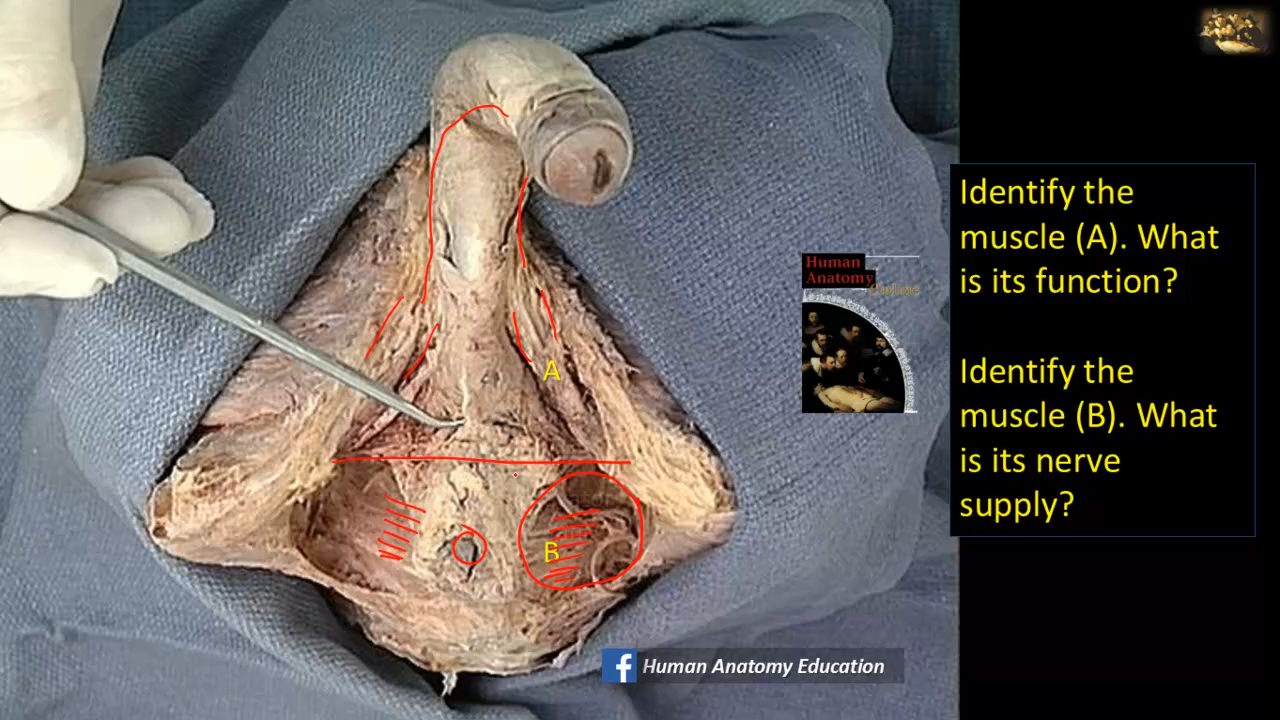 Identify the
muscle (A). What
is its function?
Identify the
muscle (B). What
is its nerve
supply?
Human
Anatomy
Online
A
B
Human Anatomy Education